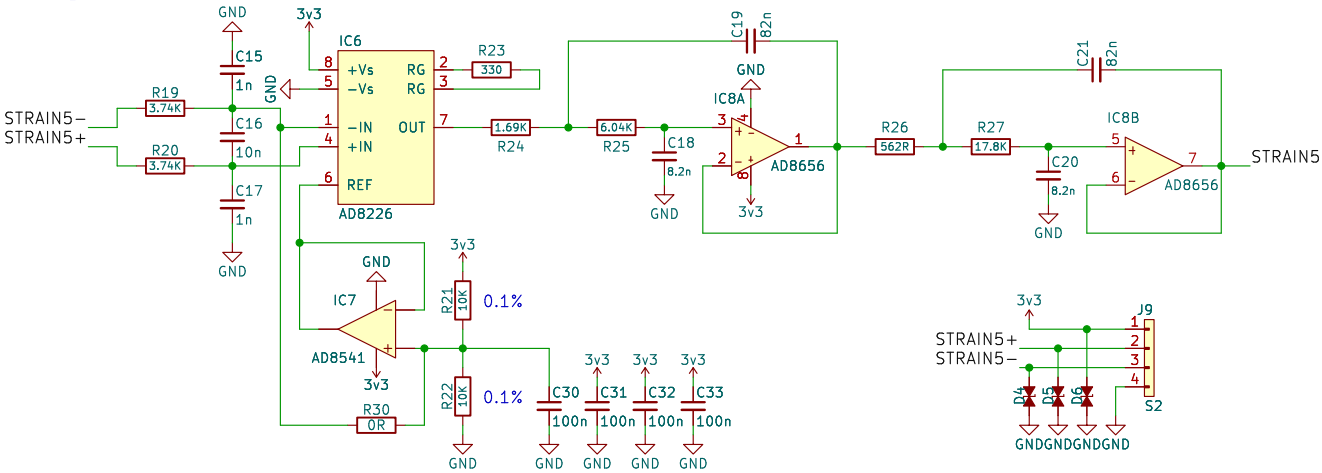 GND
3v3
C15
1n
GND
IC6
8 +Vs
5 -Vs
1 -IN
4 +IN
6 REF
RG 2
RG 3
OUT 7
AD8226
R23
330
STRAIN5-
STRAIN5+
R19
3.74K
R20
3.74K
C16
10n
C17
1n
GND
1.69K
R24
6.04K
R25
C18
8.2n
GND
C19
82n
GND
IC8A
3 + 4 -
2 - 8 +
1
AD8656
3v3
562R
R26
17.8K
R27
C20
8.2n
GND
C21
82n
IC8B
5 +
6 -
7
AD8656
STRAIN5
GND
IC7
-
+
AD8541
3v3
3v3
R21
10K
0.1%
R22
10K
0.1%
GND
R30
0R
C30
100n
GND
3v3
C31
100n
GND
3v3
C32
100n
GND
3v3
C33
100n
GND
3v3
J9
1
STRAIN5+ 2
STRAIN5- 3
4
D4 D5 D6 S2
GND GND GND GND